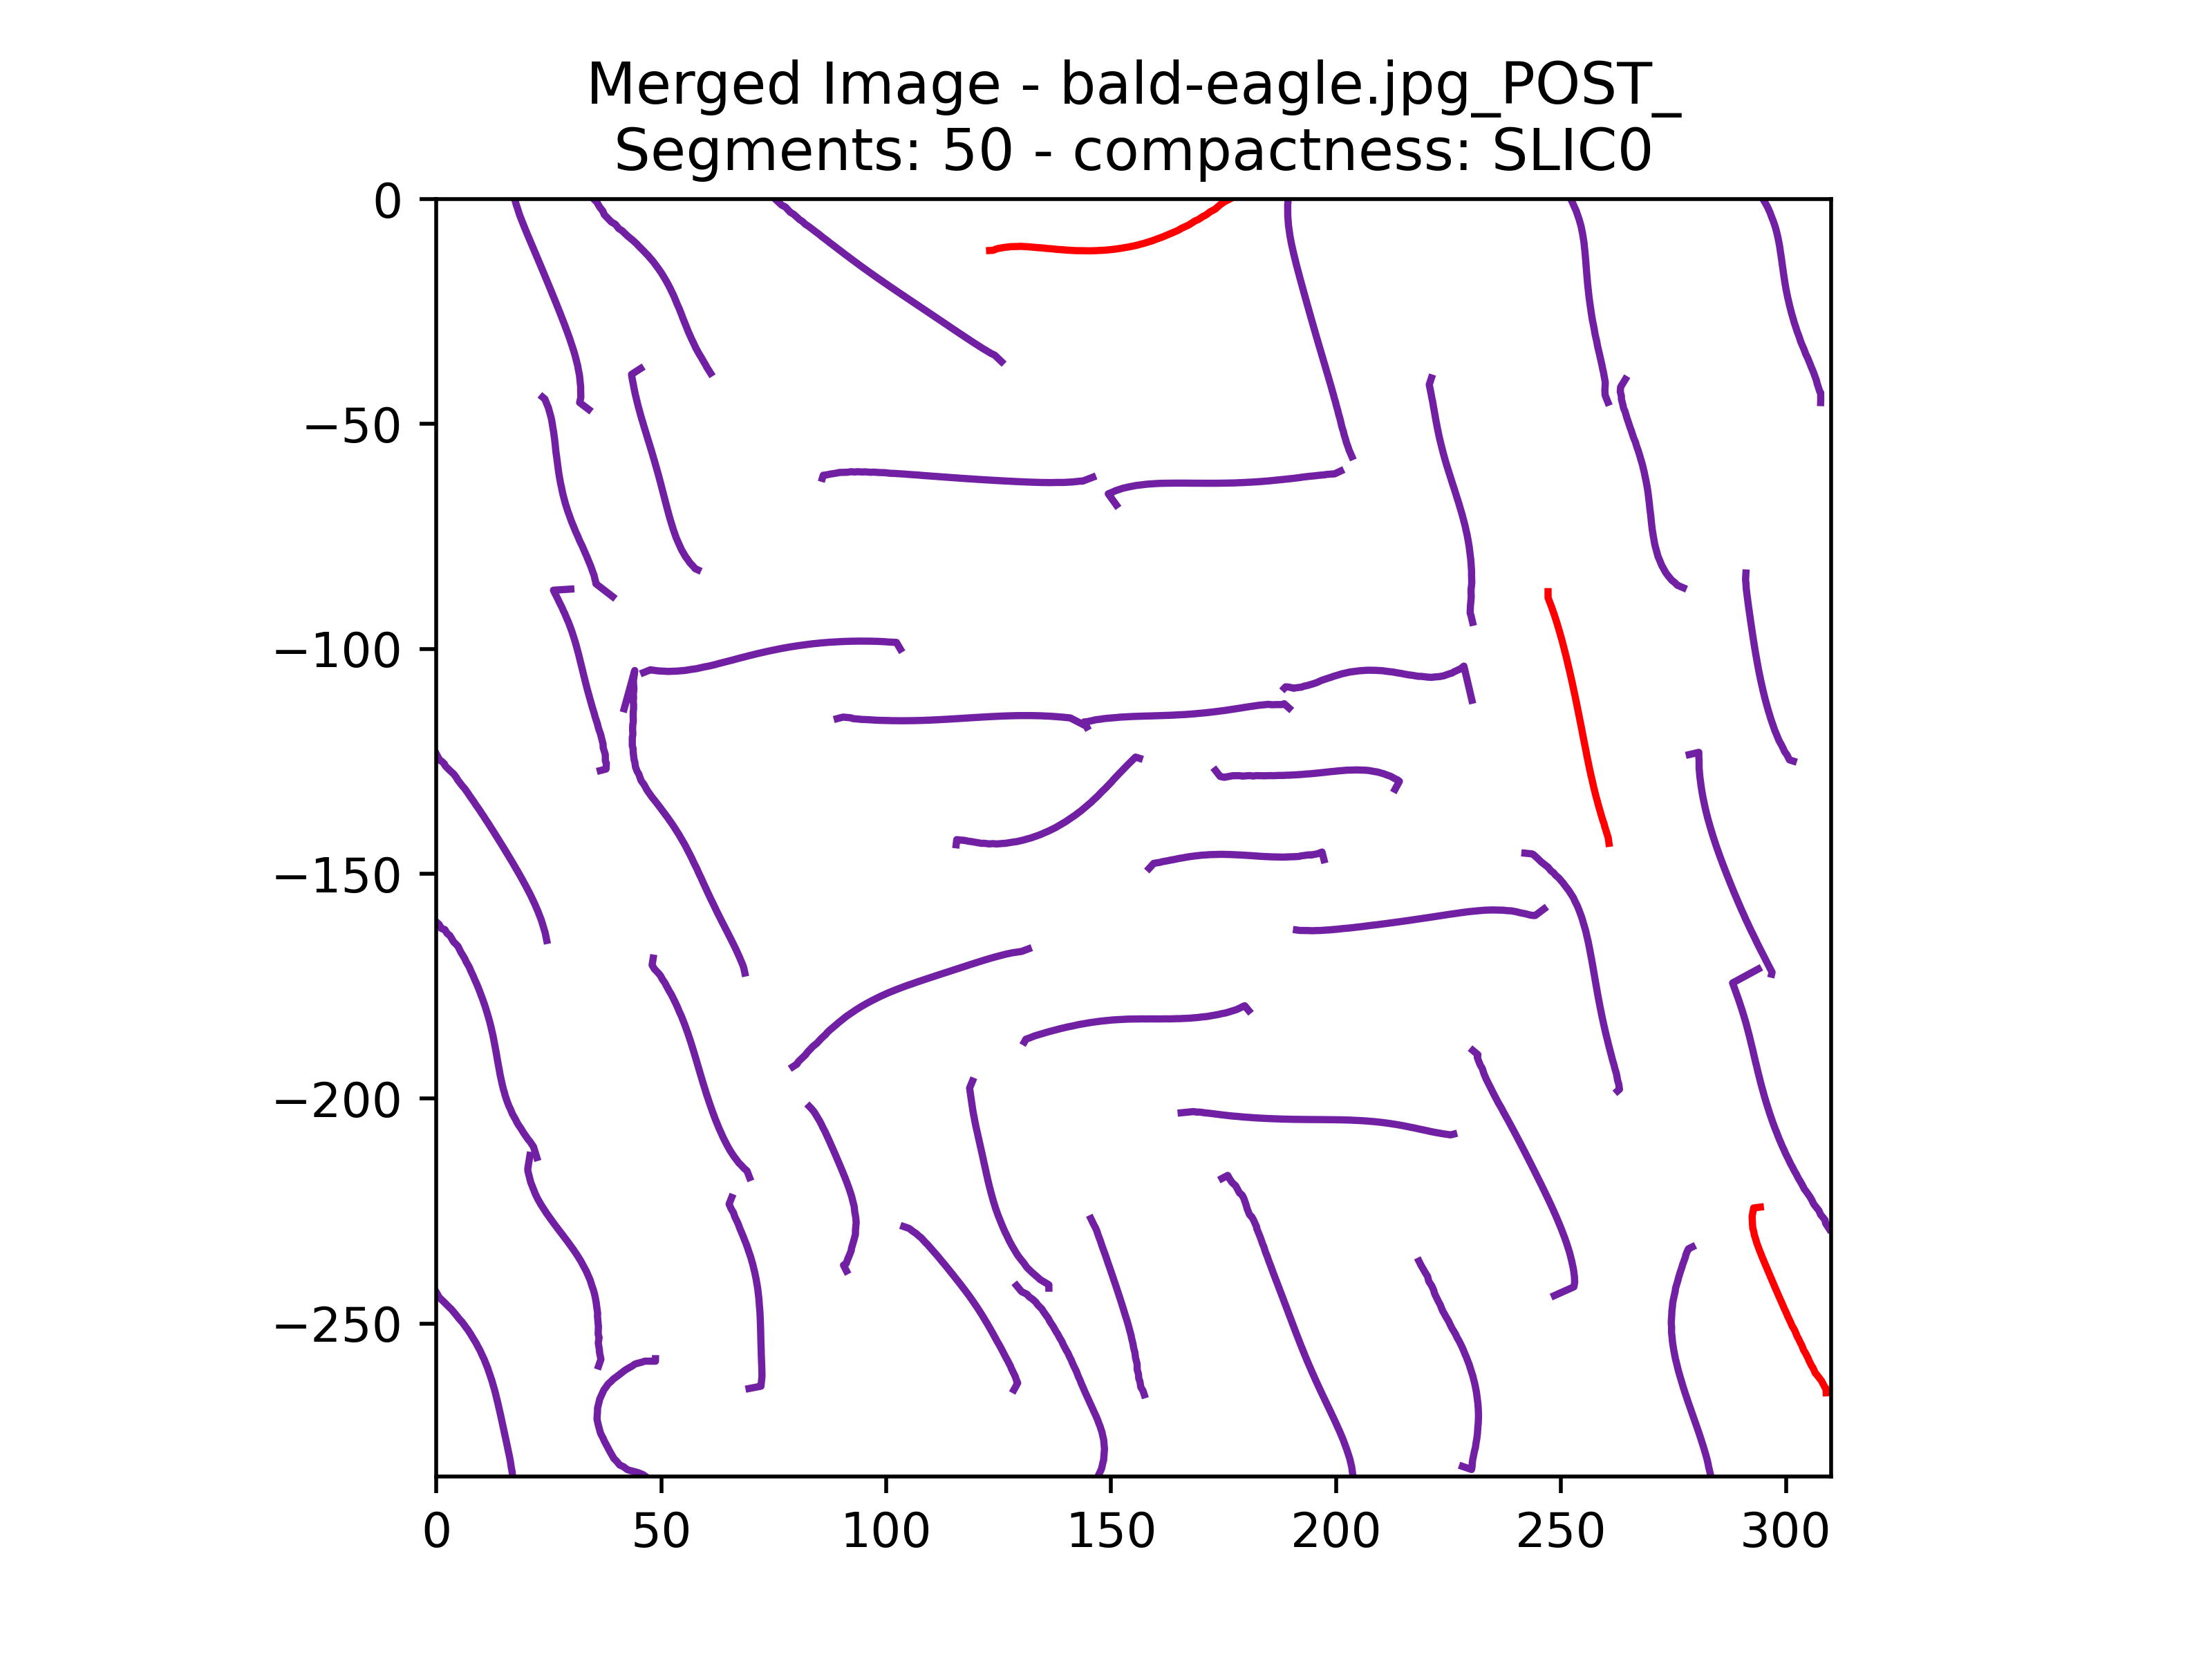 Merged Image - bald-eagle.jpg_POST_
Segments: 50 - compactness: SLIC0
0
−50
−100
−150
−200
−250
0 50 100 150 200 250 300